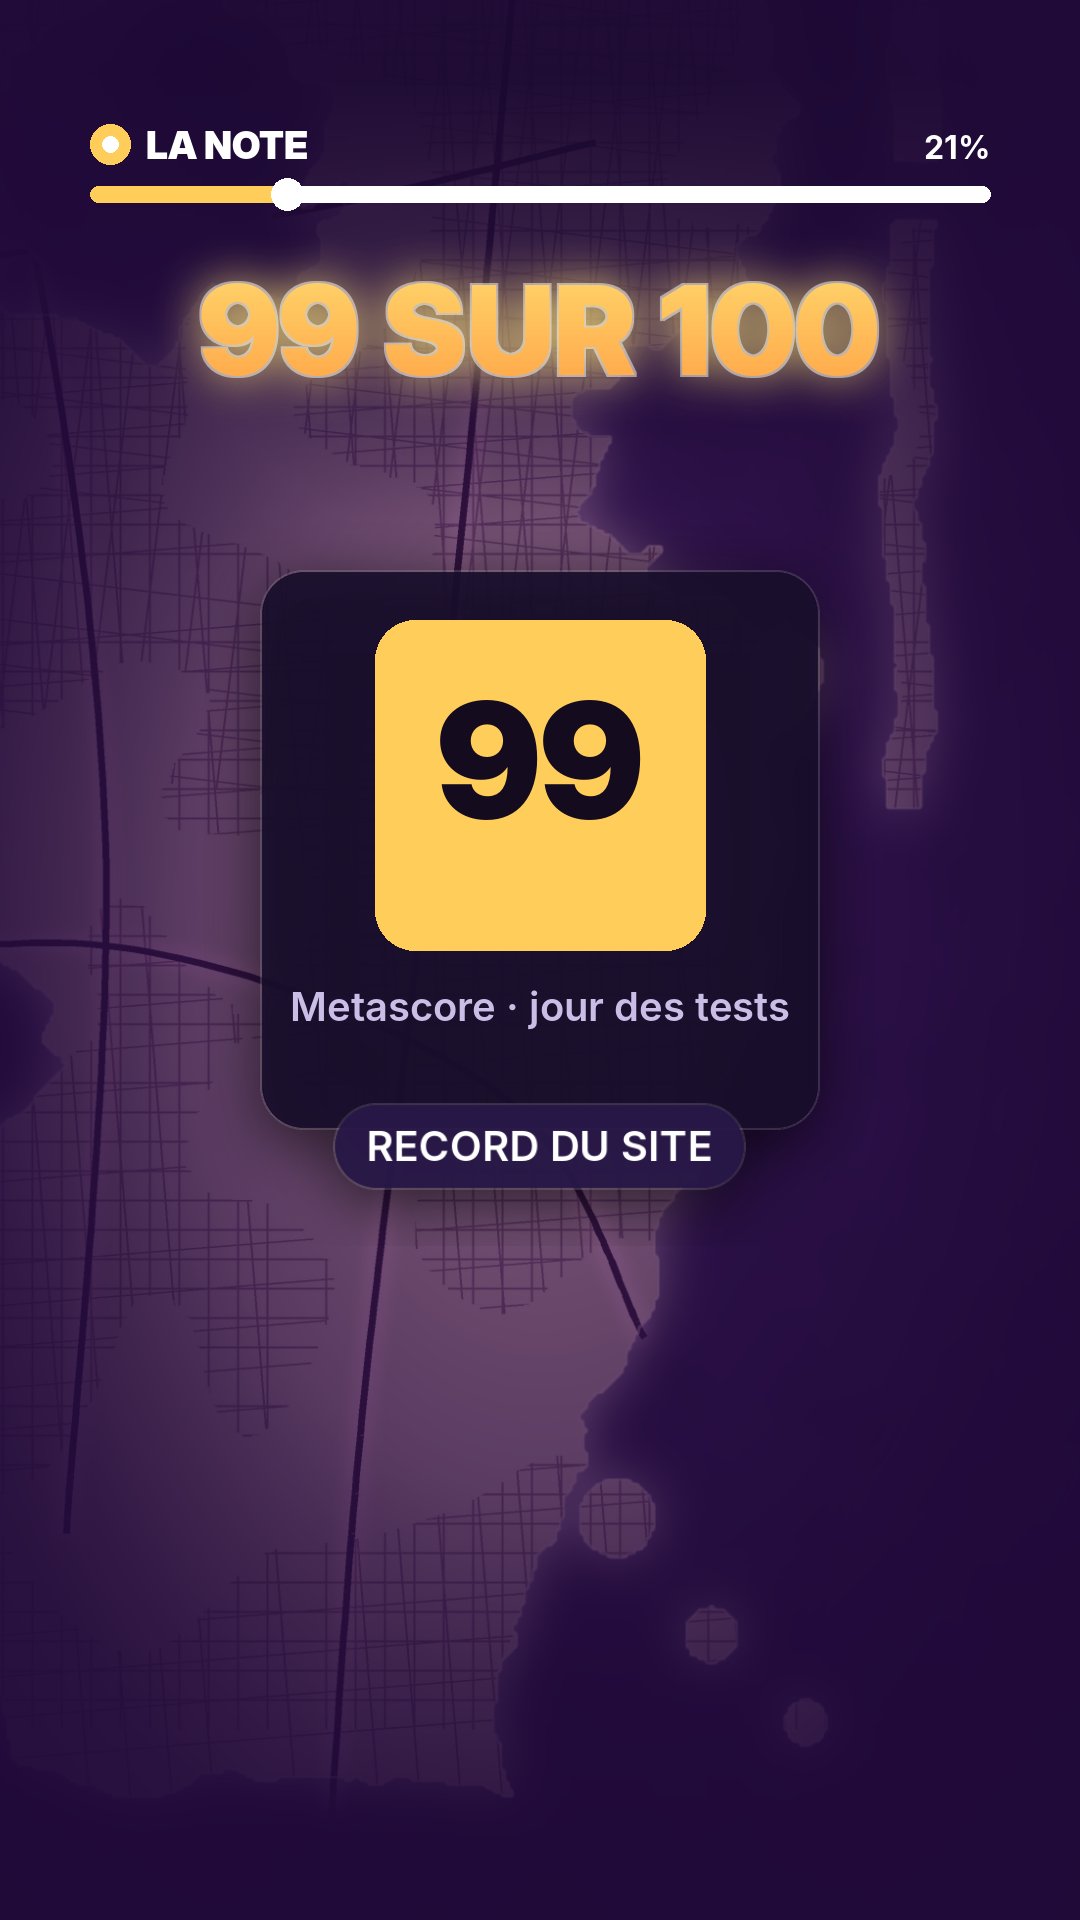 LA NOTE
21%
99 SUR 100
99
Metascore · jour des tests
RECORD DU SITE